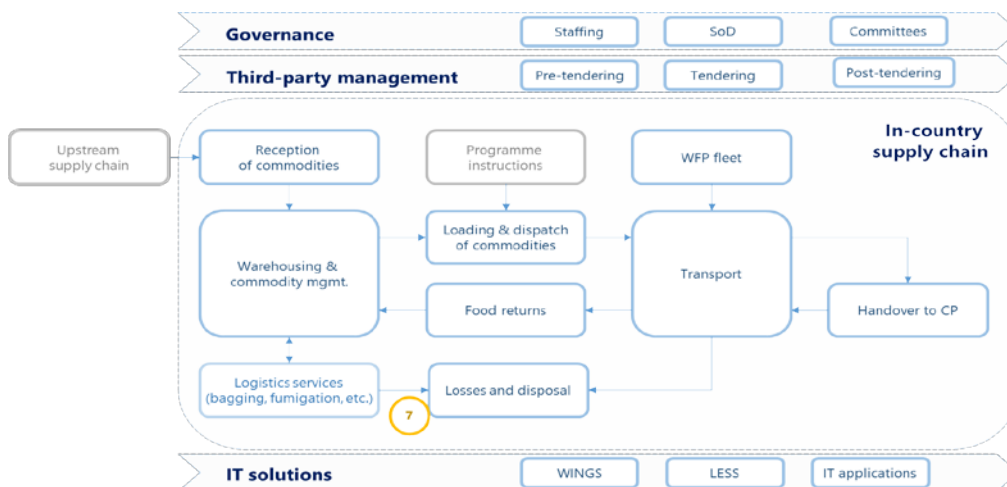 Governance
Staffing
SoD
Committees
Third-party management
Pre-tendering
Tendering
Post-tendering
In-country
supply chain
Upstream
supply chain
Reception
of commodities
Programme
instructions
WFP fleet
Warehousing &
commodity mgmt.
Loading & dispatch
of commodities
Transport
Food returns
Handover to CP
Logistics services
(bagging, fumigation, etc.)
Losses and disposal
7
IT solutions
WINGS
LESS
IT applications